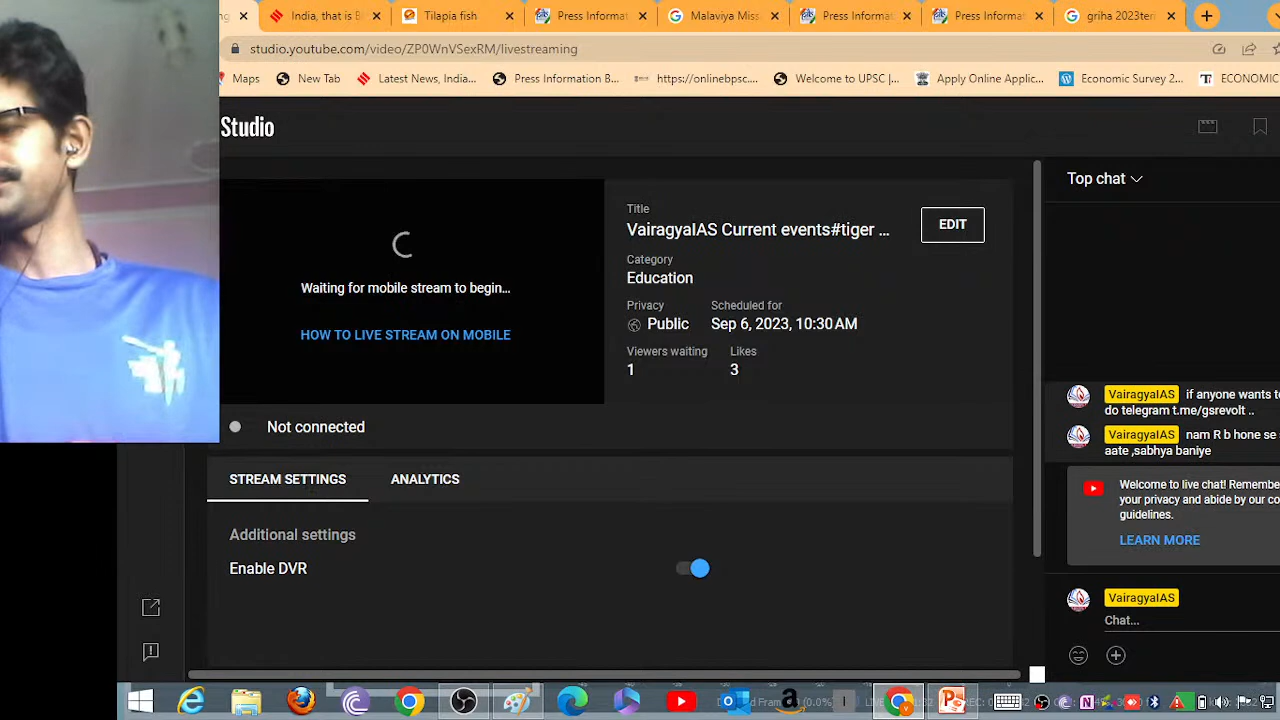 India, that is B
Tilapia fish
Press Informat
Malaviya Miss
Press Informat
Press Informat
griha 2023teri
studio.youtube.com/video/ZP0WnVSexRM/livestreaming
Maps
New Tab
Latest News, India...
Press Information B...
https://onlinebpsc....
Welcome to UPSC |...
Apply Online Applic...
Economic Survey 2...
ECONOMIC
Studio
Top chat
Title
VairagyaIAS Current events#tiger ...
EDIT
Category
Education
Privacy
Scheduled for
Public
Sep 6, 2023, 10:30 AM
Viewers waiting
Likes
1
3
Waiting for mobile stream to begin...
HOW TO LIVE STREAM ON MOBILE
Not connected
STREAM SETTINGS
ANALYTICS
Additional settings
Enable DVR
VairagyaIAS if anyone wants to
do telegram t.me/gsrevolt ..
VairagyaIAS nam R b hone se
aate ,sabhya baniye
Welcome to live chat! Remember
your privacy and abide by our co
guidelines.
LEARN MORE
VairagyaIAS
Chat...